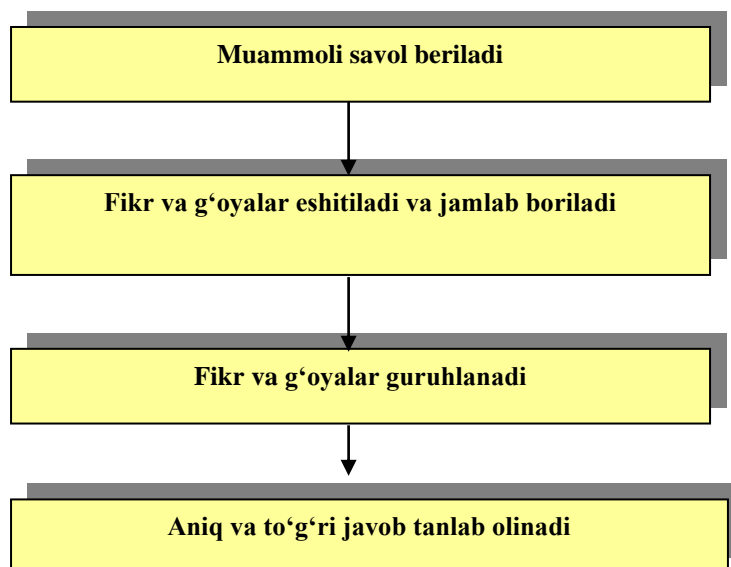 Muammoli savol beriladi
Fikr va g‘oyalar eshitiladi va jamlab boriladi
Fikr va g‘oyalar guruhlanadi
Aniq va to‘g‘ri javob tanlab olinadi